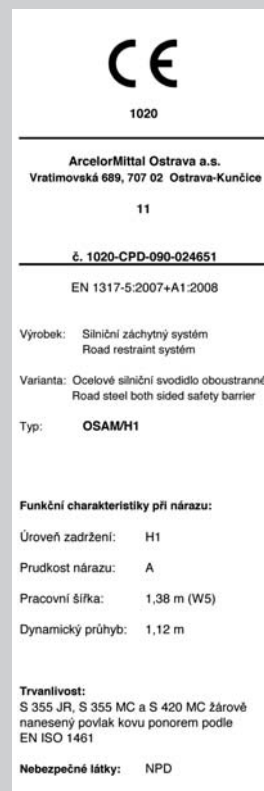 CE
1020
ArcelorMittal Ostrava a.s.
Vratimovská 689, 707 02 Ostrava-Kunčice
11
č. 1020-CPD-090-024651
EN 1317-5:2007+A1:2008
Výrobek: Silniční záchytný systém
Road restraint systém
Varianta: Ocelové silniční svodidlo oboustranné
Road steel both sided safety barrier
Typ: OSAM/H1
Funkční charakteristiky při nárazu:
Úroveň zadržení: H1
Prudkost nárazu: A
Pracovní šířka: 1,38 m (W5)
Dynamický průhyb: 1,12 m
Trvanlivost:
S 355 JR, S 355 MC a S 420 MC žárově
nanesený povlak kovu ponorem podle
EN ISO 1461
Nebezpečné látky: NPD